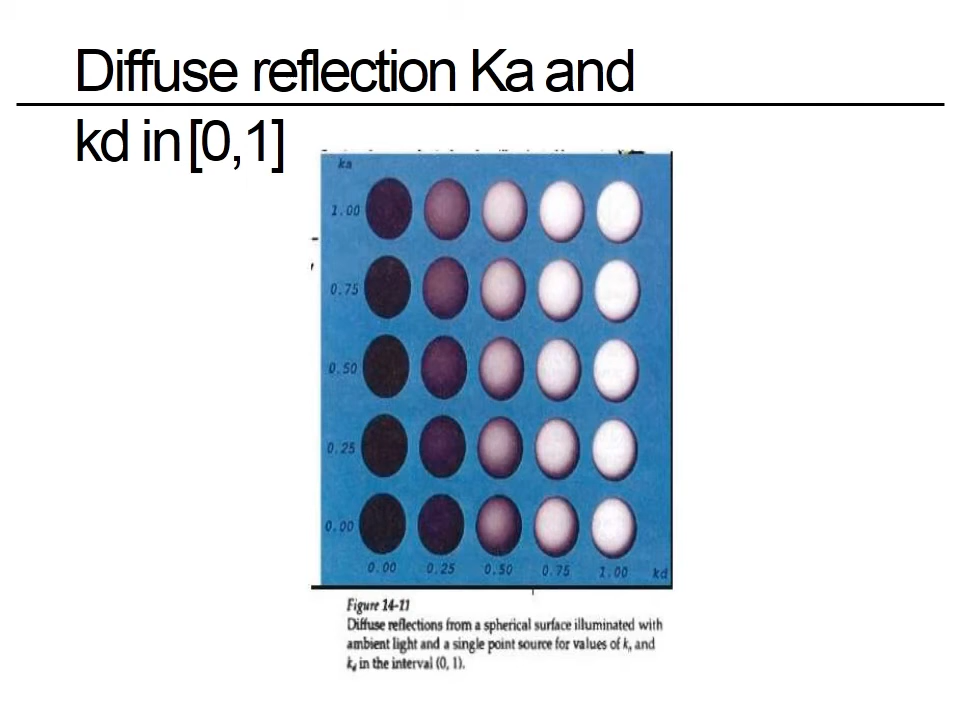 Diffuse reflection Ka and
kd in [0,1]
ka
1.00
0.75
0.50
0.25
0.00
0.00 0.25 0.50 0.75 1.00 kd
Figure 14-11
Diffuse reflections from a spherical surface illuminated with
ambient light and a single point source for values of k, and
kd in the interval (0, 1).